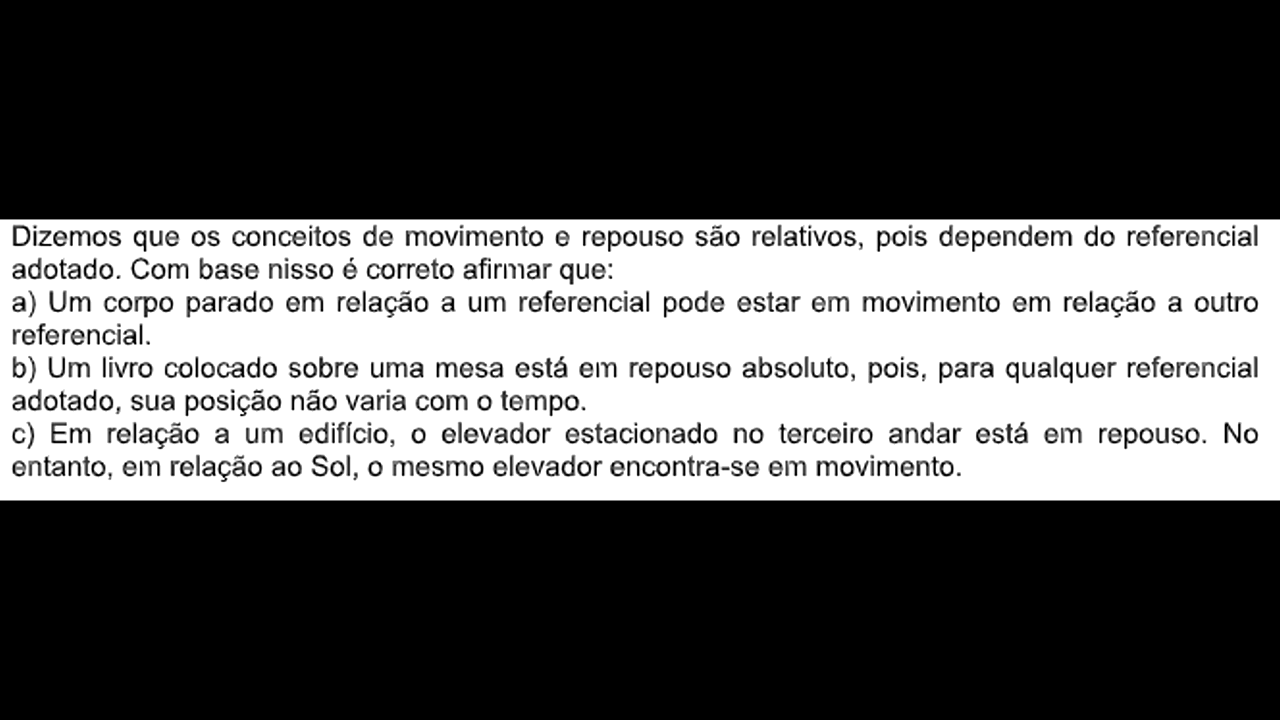 Dizemos que os conceitos de movimento e repouso são relativos, pois dependem do referencial
adotado. Com base nisso é correto afirmar que:
a) Um corpo parado em relação a um referencial pode estar em movimento em relação a outro
referencial.
b) Um livro colocado sobre uma mesa está em repouso absoluto, pois, para qualquer referencial
adotado, sua posição não varia com o tempo.
c) Em relação a um edifício, o elevador estacionado no terceiro andar está em repouso. No
entanto, em relação ao Sol, o mesmo elevador encontra-se em movimento.